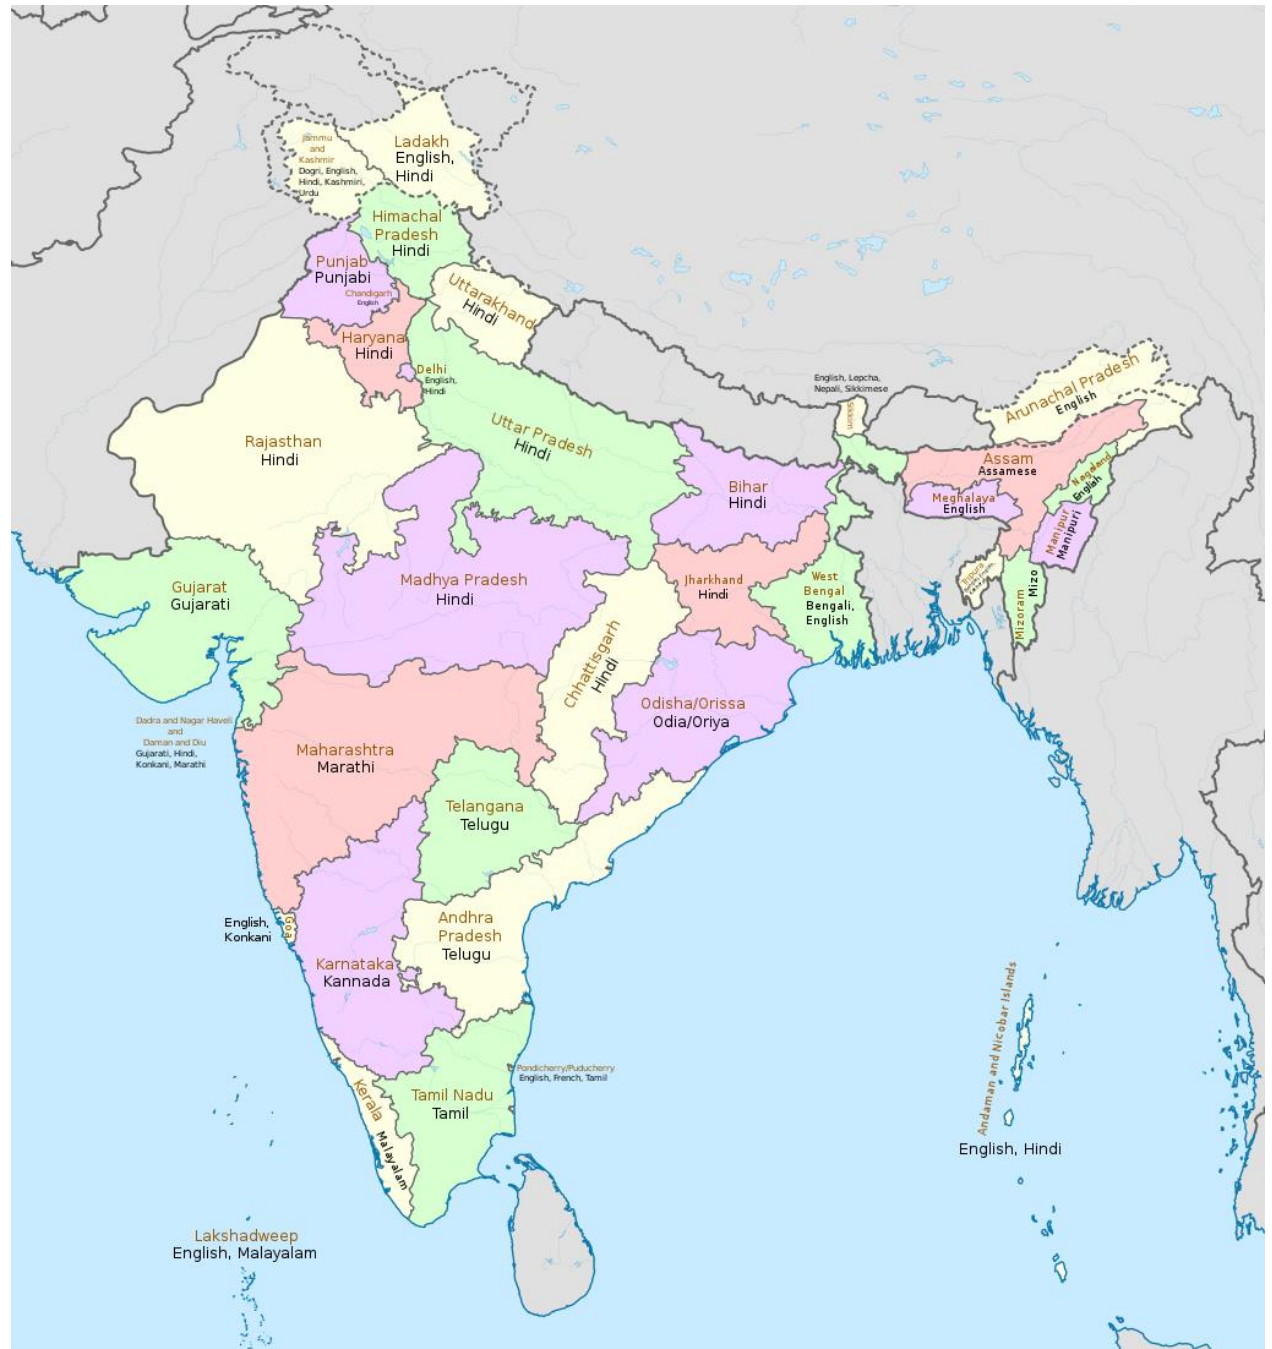 Jammu
and
Kashmir
Dogri, English,
Hindi, Kashmiri,
Urdu
Ladakh
English,
Hindi
Himachal
Pradesh
Hindi
Punjab
Punjabi
Chandigarh
English
Uttarakhand
Hindi
Haryana
Hindi
Delhi
English,
Hindi
Rajasthan
Hindi
Uttar Pradesh
Hindi
English, Lepcha,
Nepali, Sikkimese
Sikkim
Arunachal Pradesh
English
Assam
Assamese
Nagaland
English
Meghalaya
English
Manipur
Manipuri
Bihar
Hindi
Gujarat
Gujarati
Madhya Pradesh
Hindi
Jharkhand
Hindi
West
Bengal
Bengali,
English
Tripura
Mizoram
Mizo
Chhattisgarh
Hindi
Odisha/Orissa
Odia/Oriya
Dadra and Nagar Haveli
and
Daman and Diu
Gujarati, Hindi,
Konkani, Marathi
Maharashtra
Marathi
Telangana
Telugu
English,
Konkani
Goa
Andhra
Pradesh
Telugu
Karnataka
Kannada
Andaman and Nicobar Islands
English, Hindi
Pondicherry/Puducherry
English, French, Tamil
Kerala
Malayalam
Tamil Nadu
Tamil
Lakshadweep
English, Malayalam